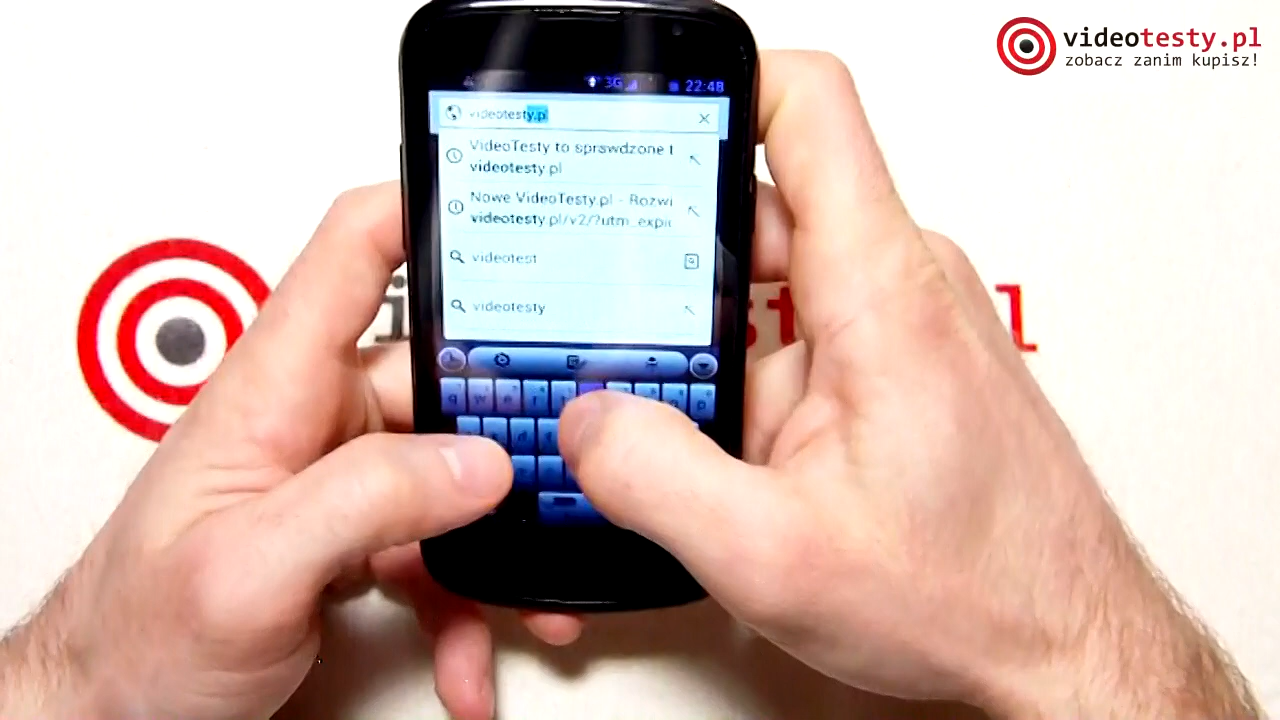 videotesty.pl
zobacz zanim kupisz!
3G 22:48
videotesty.pl
VideoTesty to sprawdzone t
videotesty.pl
Nowe VideoTesty.pl - Rozwi
videotesty.pl/v2/?utm_expi
videotest
videotesty
q w e r p